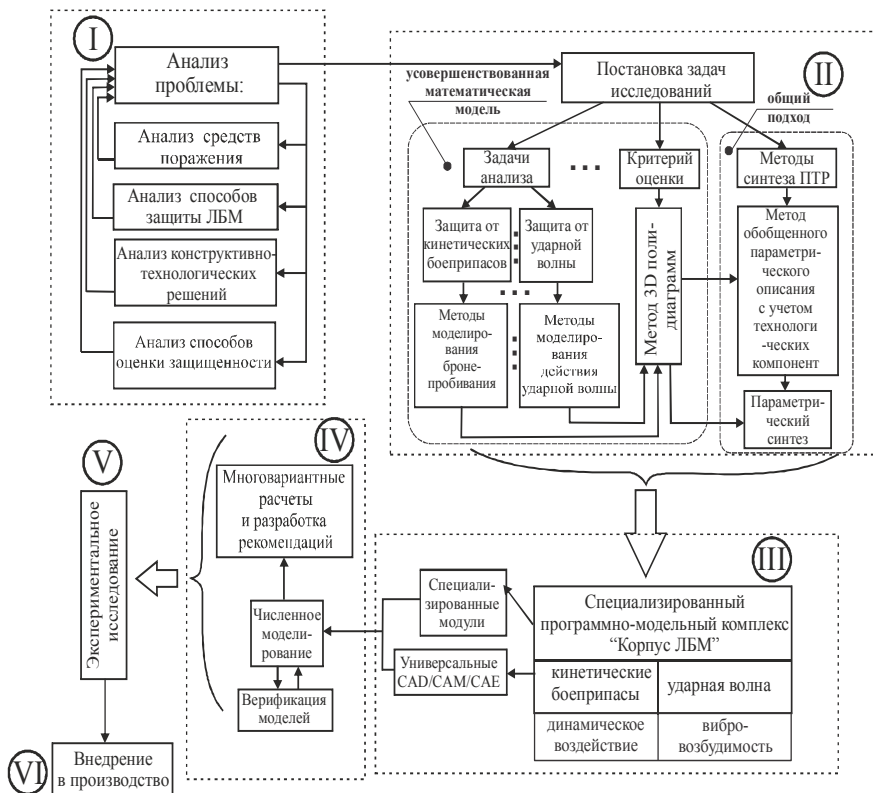 I
Анализ
проблемы:
Анализ средств
поражения
Анализ способов
защиты ЛБМ
Анализ конструктивно-
технологических
решений
Анализ способов
оценки защищенности
II
Постановка задач
исследований
усовершенствованная
математическая
модель
общий
подход
Задачи
анализа
...
Критерий
оценки
Методы
синтеза ПТР
Защита от
кинетических
боеприпасов
Защита от
ударной
волны
...
Методы
моделирования
броне-
пробивания
Методы
моделирования
действия
ударной волны
Метод 3D поли-
диаграмм
Метод
обобщенного
параметри-
ческого
описания
с учетом
технологи
-ческих
компонент
Параметри-
ческий
синтез
III
Специализированный
программно-модельный комплекс
“Корпус ЛБМ”
кинетические
боеприпасы
ударная волна
динамическое
воздействие
вибро-
возбудимость
Специали-
зированные
модули
Универсальные
CAD/CAM/CAE
IV
Многовариантные
расчеты
и разработка
рекомендаций
Численное
модели-
рование
Верификация
моделей
V
Экспериментальное
исследование
VI
Внедрение
в производство